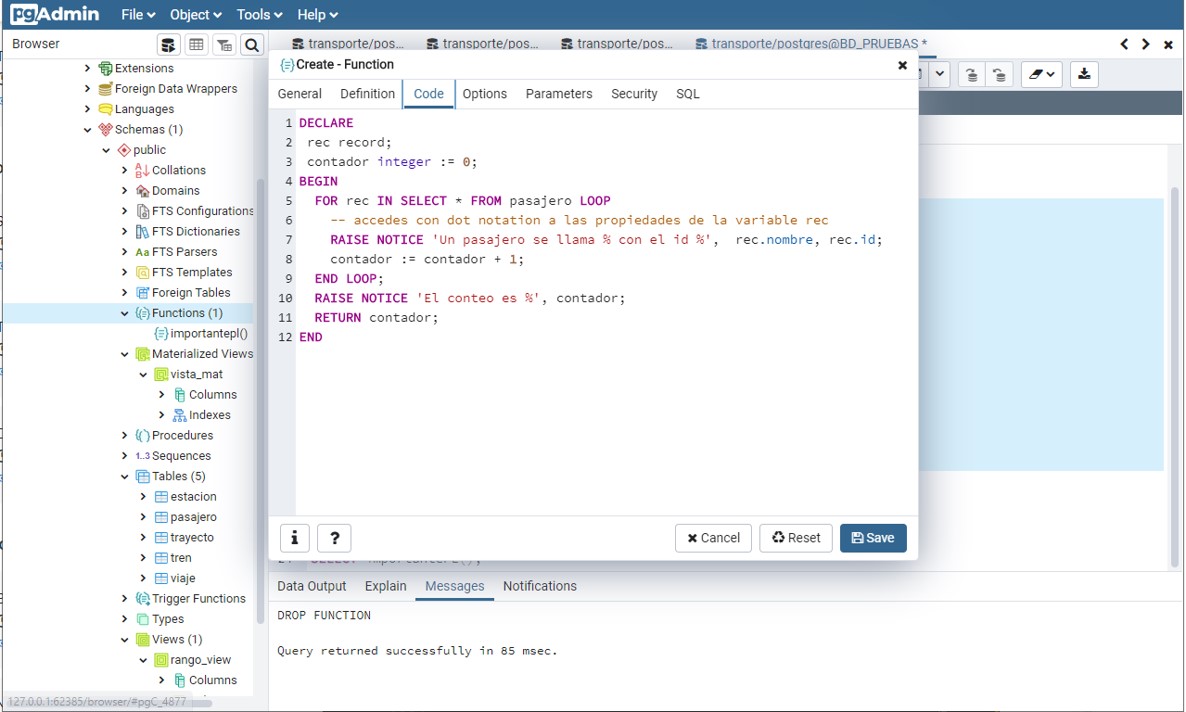 pgAdmin File Object Tools Help
Browser
transporte/pos... transporte/pos... transporte/pos... transporte/postgres@BD_PRUEBAS *
Extensions
Foreign Data Wrappers
Languages
Schemas (1)
public
Collations
Domains
FTS Configurations
FTS Dictionaries
Aa FTS Parsers
FTS Templates
Foreign Tables
Functions (1)
importantepl()
Materialized Views
vista_mat
Columns
Indexes
Procedures
1..3 Sequences
Tables (5)
estacion
pasajero
trayecto
tren
viaje
Trigger Functions
Types
Views (1)
rango_view
Columns
127.0.0.1:62385/browser/#pgC_4877
Create - Function
General Definition Code Options Parameters Security SQL
1 DECLARE
2 rec record;
3 contador integer := 0;
4 BEGIN
5 FOR rec IN SELECT * FROM pasajero LOOP
6 -- accedes con dot notation a las propiedades de la variable rec
7 RAISE NOTICE 'Un pasajero se llama % con el id %', rec.nombre, rec.id;
8 contador := contador + 1;
9 END LOOP;
10 RAISE NOTICE 'El conteo es %', contador;
11 RETURN contador;
12 END
i ? Cancel Reset Save
Data Output Explain Messages Notifications
DROP FUNCTION
Query returned successfully in 85 msec.